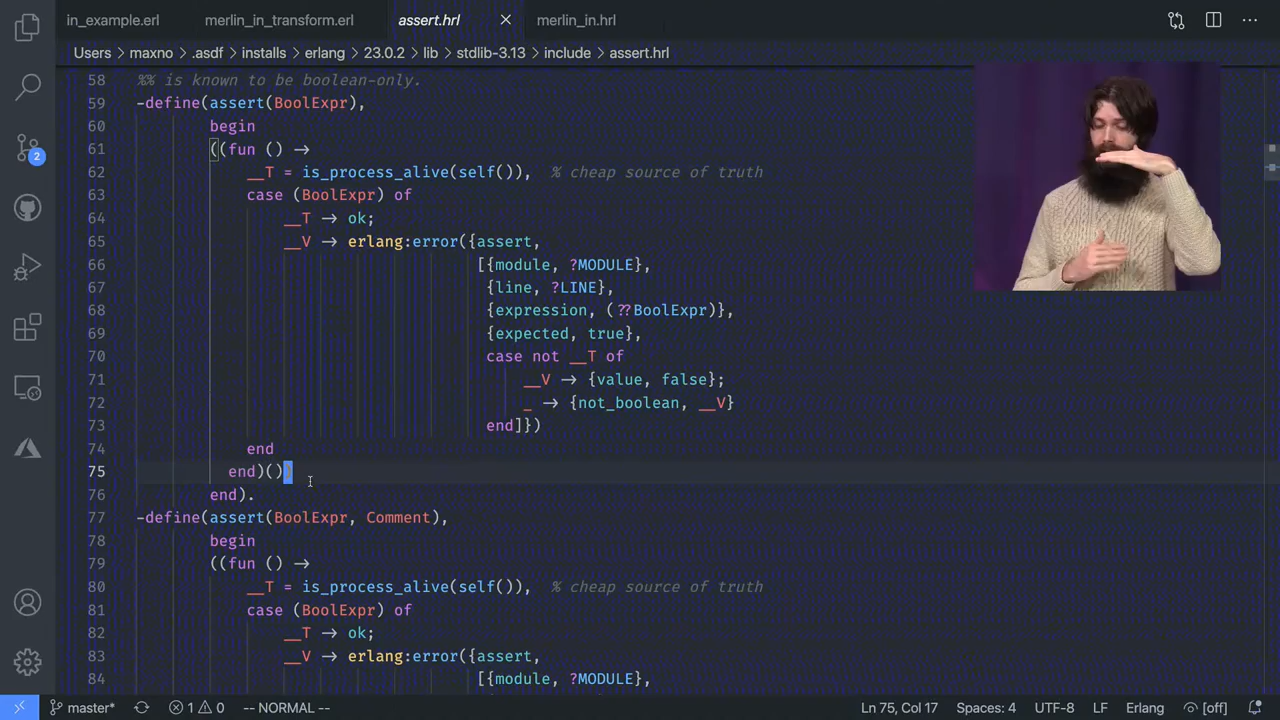 in_example.erl merlin_in_transform.erl assert.hrl merlin_in.hrl
Users > maxno > .asdf > installs > erlang > 23.0.2 > lib > stdlib-3.13 > include > assert.hrl
58 %% is known to be boolean-only.
59 -define(assert(BoolExpr),
60 begin
61 ((fun () ->
62 __T = is_process_alive(self()), % cheap source of truth
63 case (BoolExpr) of
64 __T -> ok;
65 __V -> erlang:error({assert,
66 [{module, ?MODULE},
67 {line, ?LINE},
68 {expression, (??BoolExpr)},
69 {expected, true},
70 case not __T of
71 __V -> {value, false};
72 _ -> {not_boolean, __V}
73 end]})
74 end
75 end)())
76 end).
77 -define(assert(BoolExpr, Comment),
78 begin
79 ((fun () ->
80 __T = is_process_alive(self()), % cheap source of truth
81 case (BoolExpr) of
82 __T -> ok;
83 __V -> erlang:error({assert,
84 [{module, ?MODULE},
2
master* 1 0 -- NORMAL -- Ln 75, Col 17 Spaces: 4 UTF-8 LF Erlang [off]